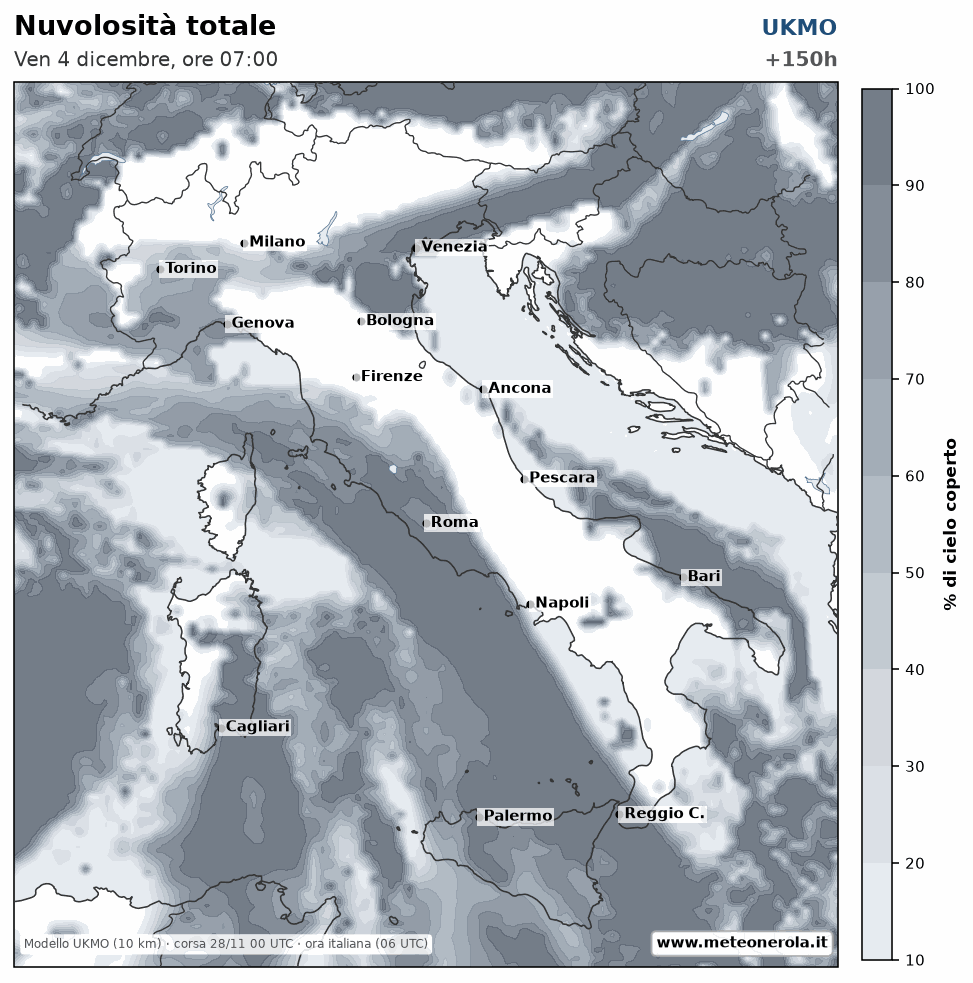 Nuvolosità totale
UKMO
Ven 4 dicembre, ore 07:00
+150h
100
90
80
70
60
50
40
30
20
10
% di cielo coperto
Milano
Venezia
Torino
Genova
Bologna
Firenze
Ancona
Pescara
Roma
Bari
Napoli
Cagliari
Palermo
Reggio C.
Modello UKMO (10 km) · corsa 28/11 00 UTC · ora italiana (06 UTC)
www.meteonerola.it